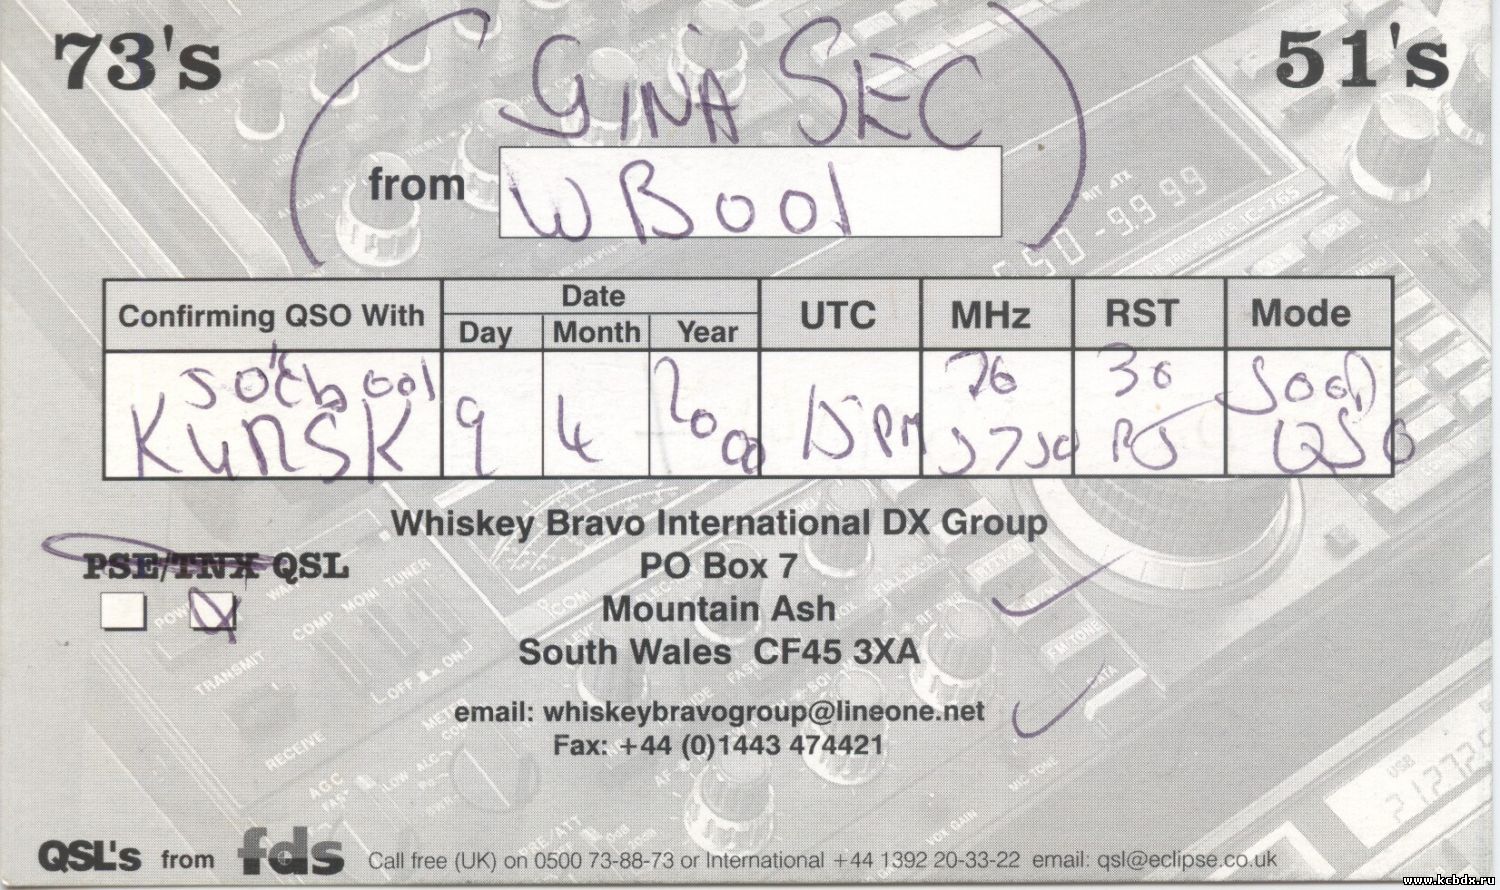 73's
51's
GINA SEC
from WB001
Confirming QSO With Date UTC MHz RST Mode
Day Month Year
KUNSK 9 4 2000 15 PM QSO
Whiskey Bravo International DX Group
PO Box 7
Mountain Ash
South Wales CF45 3XA
email: whiskeybravogroup@lineone.net
Fax: +44 (0)1443 474421
PSE/TNX QSL
QSL's from fds Call free (UK) on 0500 73-88-73 or International +44 1392 20-33-22 email: qsl@eclipse.co.uk
www.kcbdx.ru